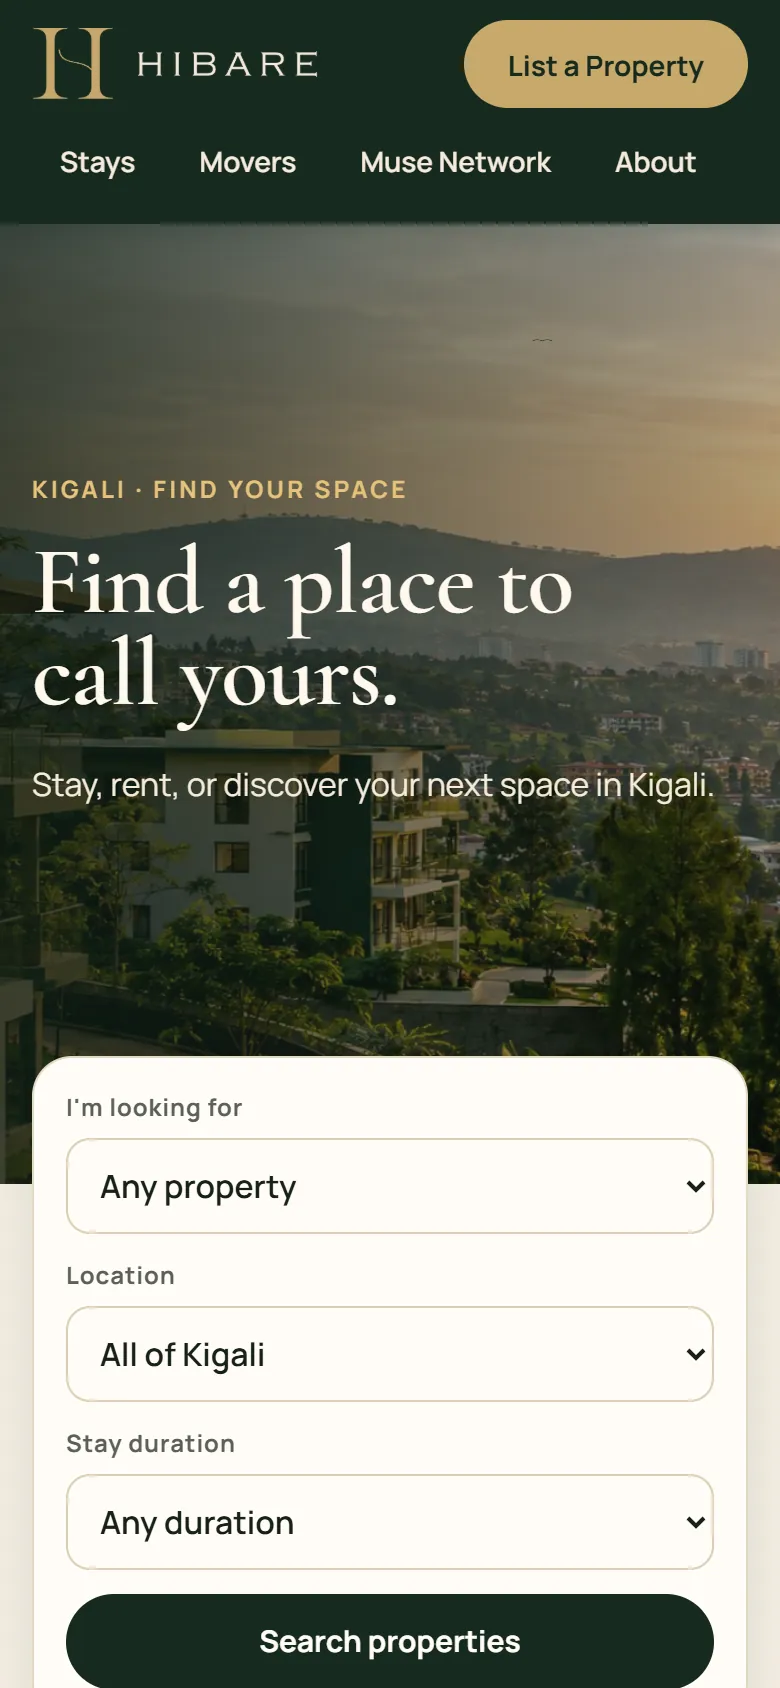 HIBARE
List a Property
Stays Movers Muse Network About
KIGALI · FIND YOUR SPACE
Find a place to
call yours.
Stay, rent, or discover your next space in Kigali.
I'm looking for
Any property
Location
All of Kigali
Stay duration
Any duration
Search properties